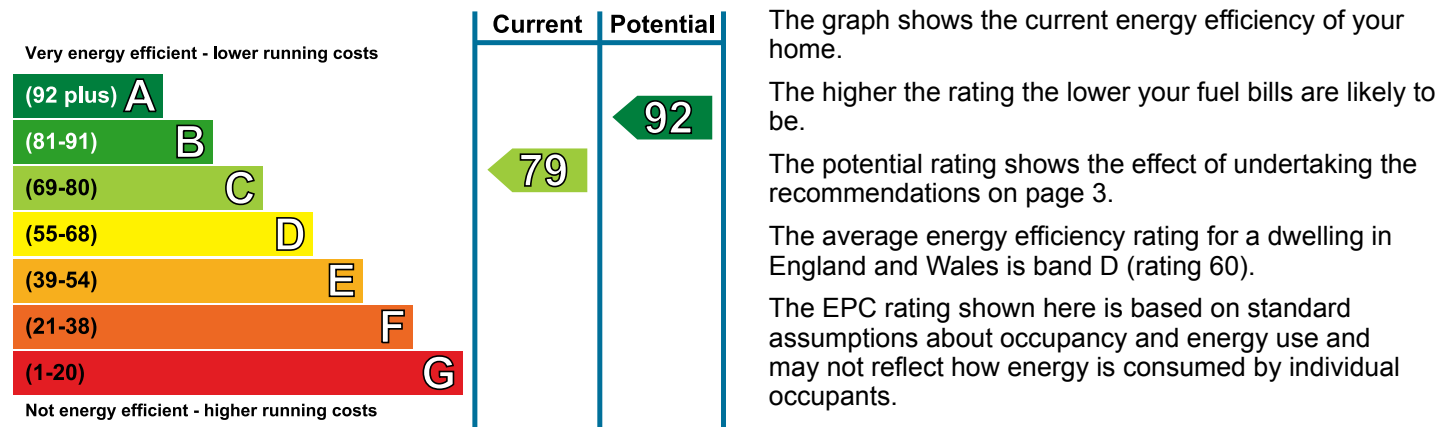 Current Potential
Very energy efficient - lower running costs
(92 plus) A
(81-91) B
(69-80) C
(55-68) D
(39-54) E
(21-38) F
(1-20) G
Not energy efficient - higher running costs
79
92
The graph shows the current energy efficiency of your
home.
The higher the rating the lower your fuel bills are likely to
be.
The potential rating shows the effect of undertaking the
recommendations on page 3.
The average energy efficiency rating for a dwelling in
England and Wales is band D (rating 60).
The EPC rating shown here is based on standard
assumptions about occupancy and energy use and
may not reflect how energy is consumed by individual
occupants.